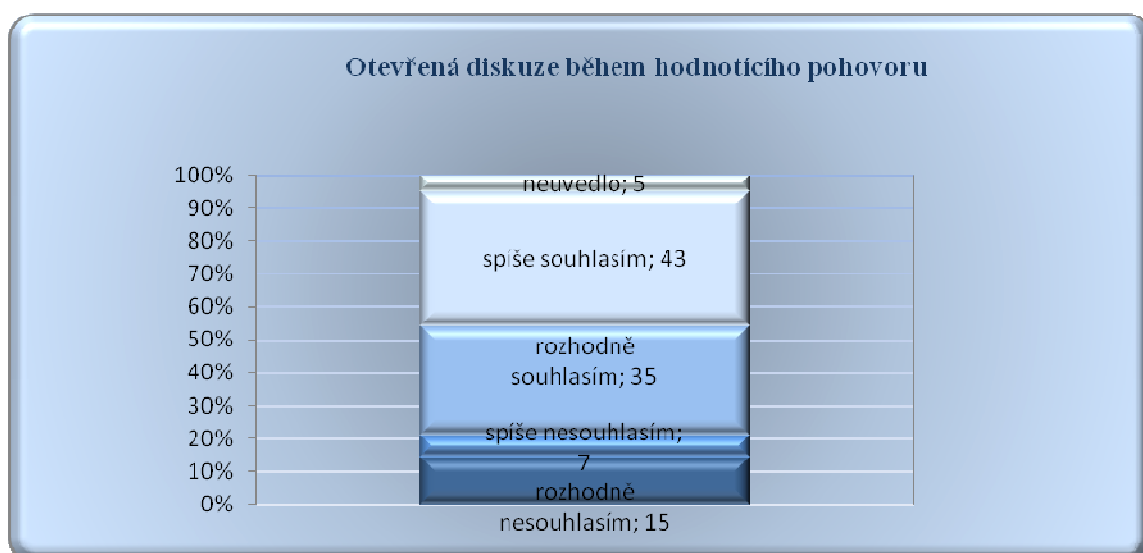 Otevřená diskuze během hodnotícího pohovoru
100%
90%
80%
70%
60%
50%
40%
30%
20%
10%
0%
neuvedlo; 5
spíše souhlasím; 43
rozhodně
souhlasím; 35
spíše nesouhlasím;
7
rozhodně
nesouhlasím; 15